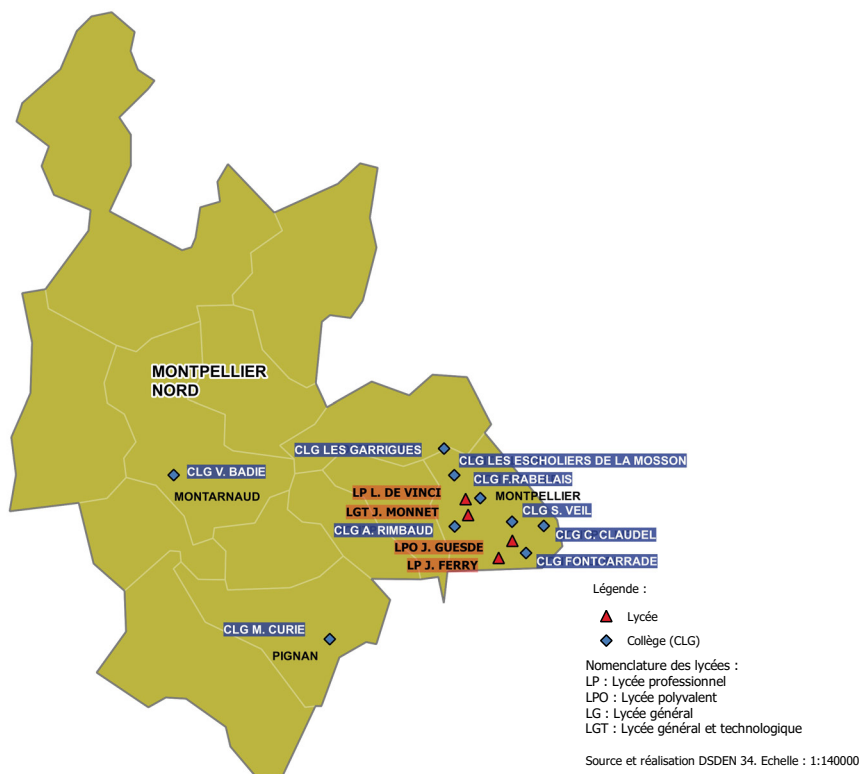 MONTPELLIER
NORD
CLG LES GARRIGUES
CLG LES ESCHOLIERS DE LA MOSSON
CLG V. BADIE
CLG F.RABELAIS
LP L. DE VINCI
MONTPELLIER
MONTARNAUD
LGT J. MONNET
CLG S. VEIL
CLG A. RIMBAUD
CLG C. CLAUDEL
LPO J. GUESDE
CLG FONTCARRADE
LP J. FERRY
CLG M. CURIE
PIGNAN
Légende :
Lycée
Collège (CLG)
Nomenclature des lycées :
LP : Lycée professionnel
LPO : Lycée polyvalent
LG : Lycée général
LGT : Lycée général et technologique
Source et réalisation DSDEN 34. Echelle : 1:140000